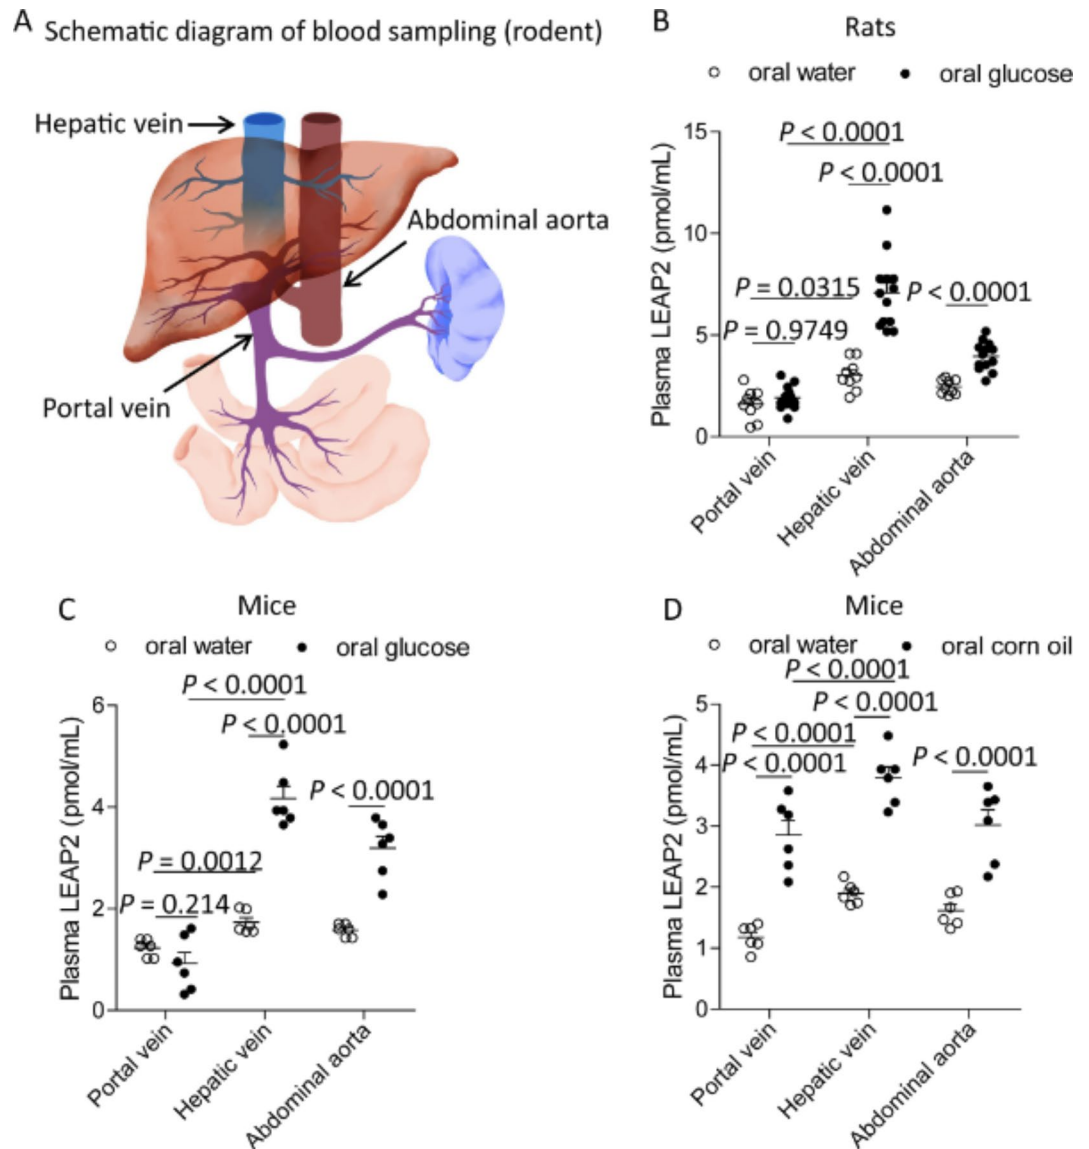 A Schematic diagram of blood sampling (rodent)
Hepatic vein
Abdominal aorta
Portal vein
B Rats
oral water oral glucose
Plasma LEAP2 (pmol/mL)
15
10
5
0
P < 0.0001
P < 0.0001
P = 0.0315
P < 0.0001
P = 0.9749
Portal vein
Hepatic vein
Abdominal aorta
C Mice
oral water oral glucose
Plasma LEAP2 (pmol/mL)
6
4
2
0
P < 0.0001
P < 0.0001
P < 0.0001
P = 0.0012
P = 0.214
Portal vein
Hepatic vein
Abdominal aorta
D Mice
oral water oral corn oil
Plasma LEAP2 (pmol/mL)
5
4
3
2
1
0
P < 0.0001
P < 0.0001
P < 0.0001
P < 0.0001
P < 0.0001
Portal vein
Hepatic vein
Abdominal aorta